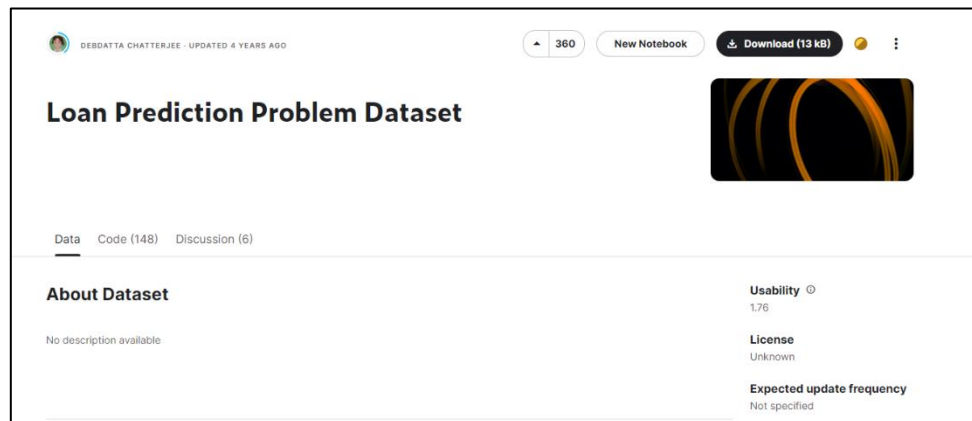 DEBDATTA CHATTERJEE · UPDATED 4 YEARS AGO
360
New Notebook
Download (13 kB)
Loan Prediction Problem Dataset
Data Code (148) Discussion (6)
About Dataset
No description available
Usability
1.76
License
Unknown
Expected update frequency
Not specified